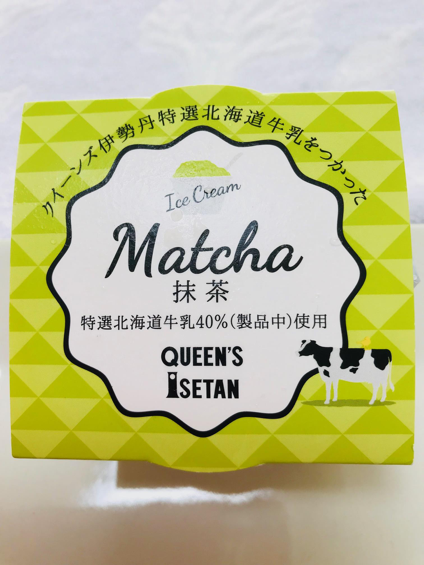 クイーンズ伊勢丹特選北海道牛乳をつかった
Ice Cream
Matcha
抹茶
特選北海道牛乳40%(製品中)使用
QUEEN'S
ISETAN